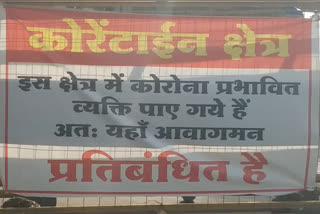 कोरेंटाईन क्षेत्र
इस क्षेत्र में कोरोना प्रभावित
व्यक्ति पाए गये हैं
अतः यहाँ आवागमन
प्रतिबंधित है